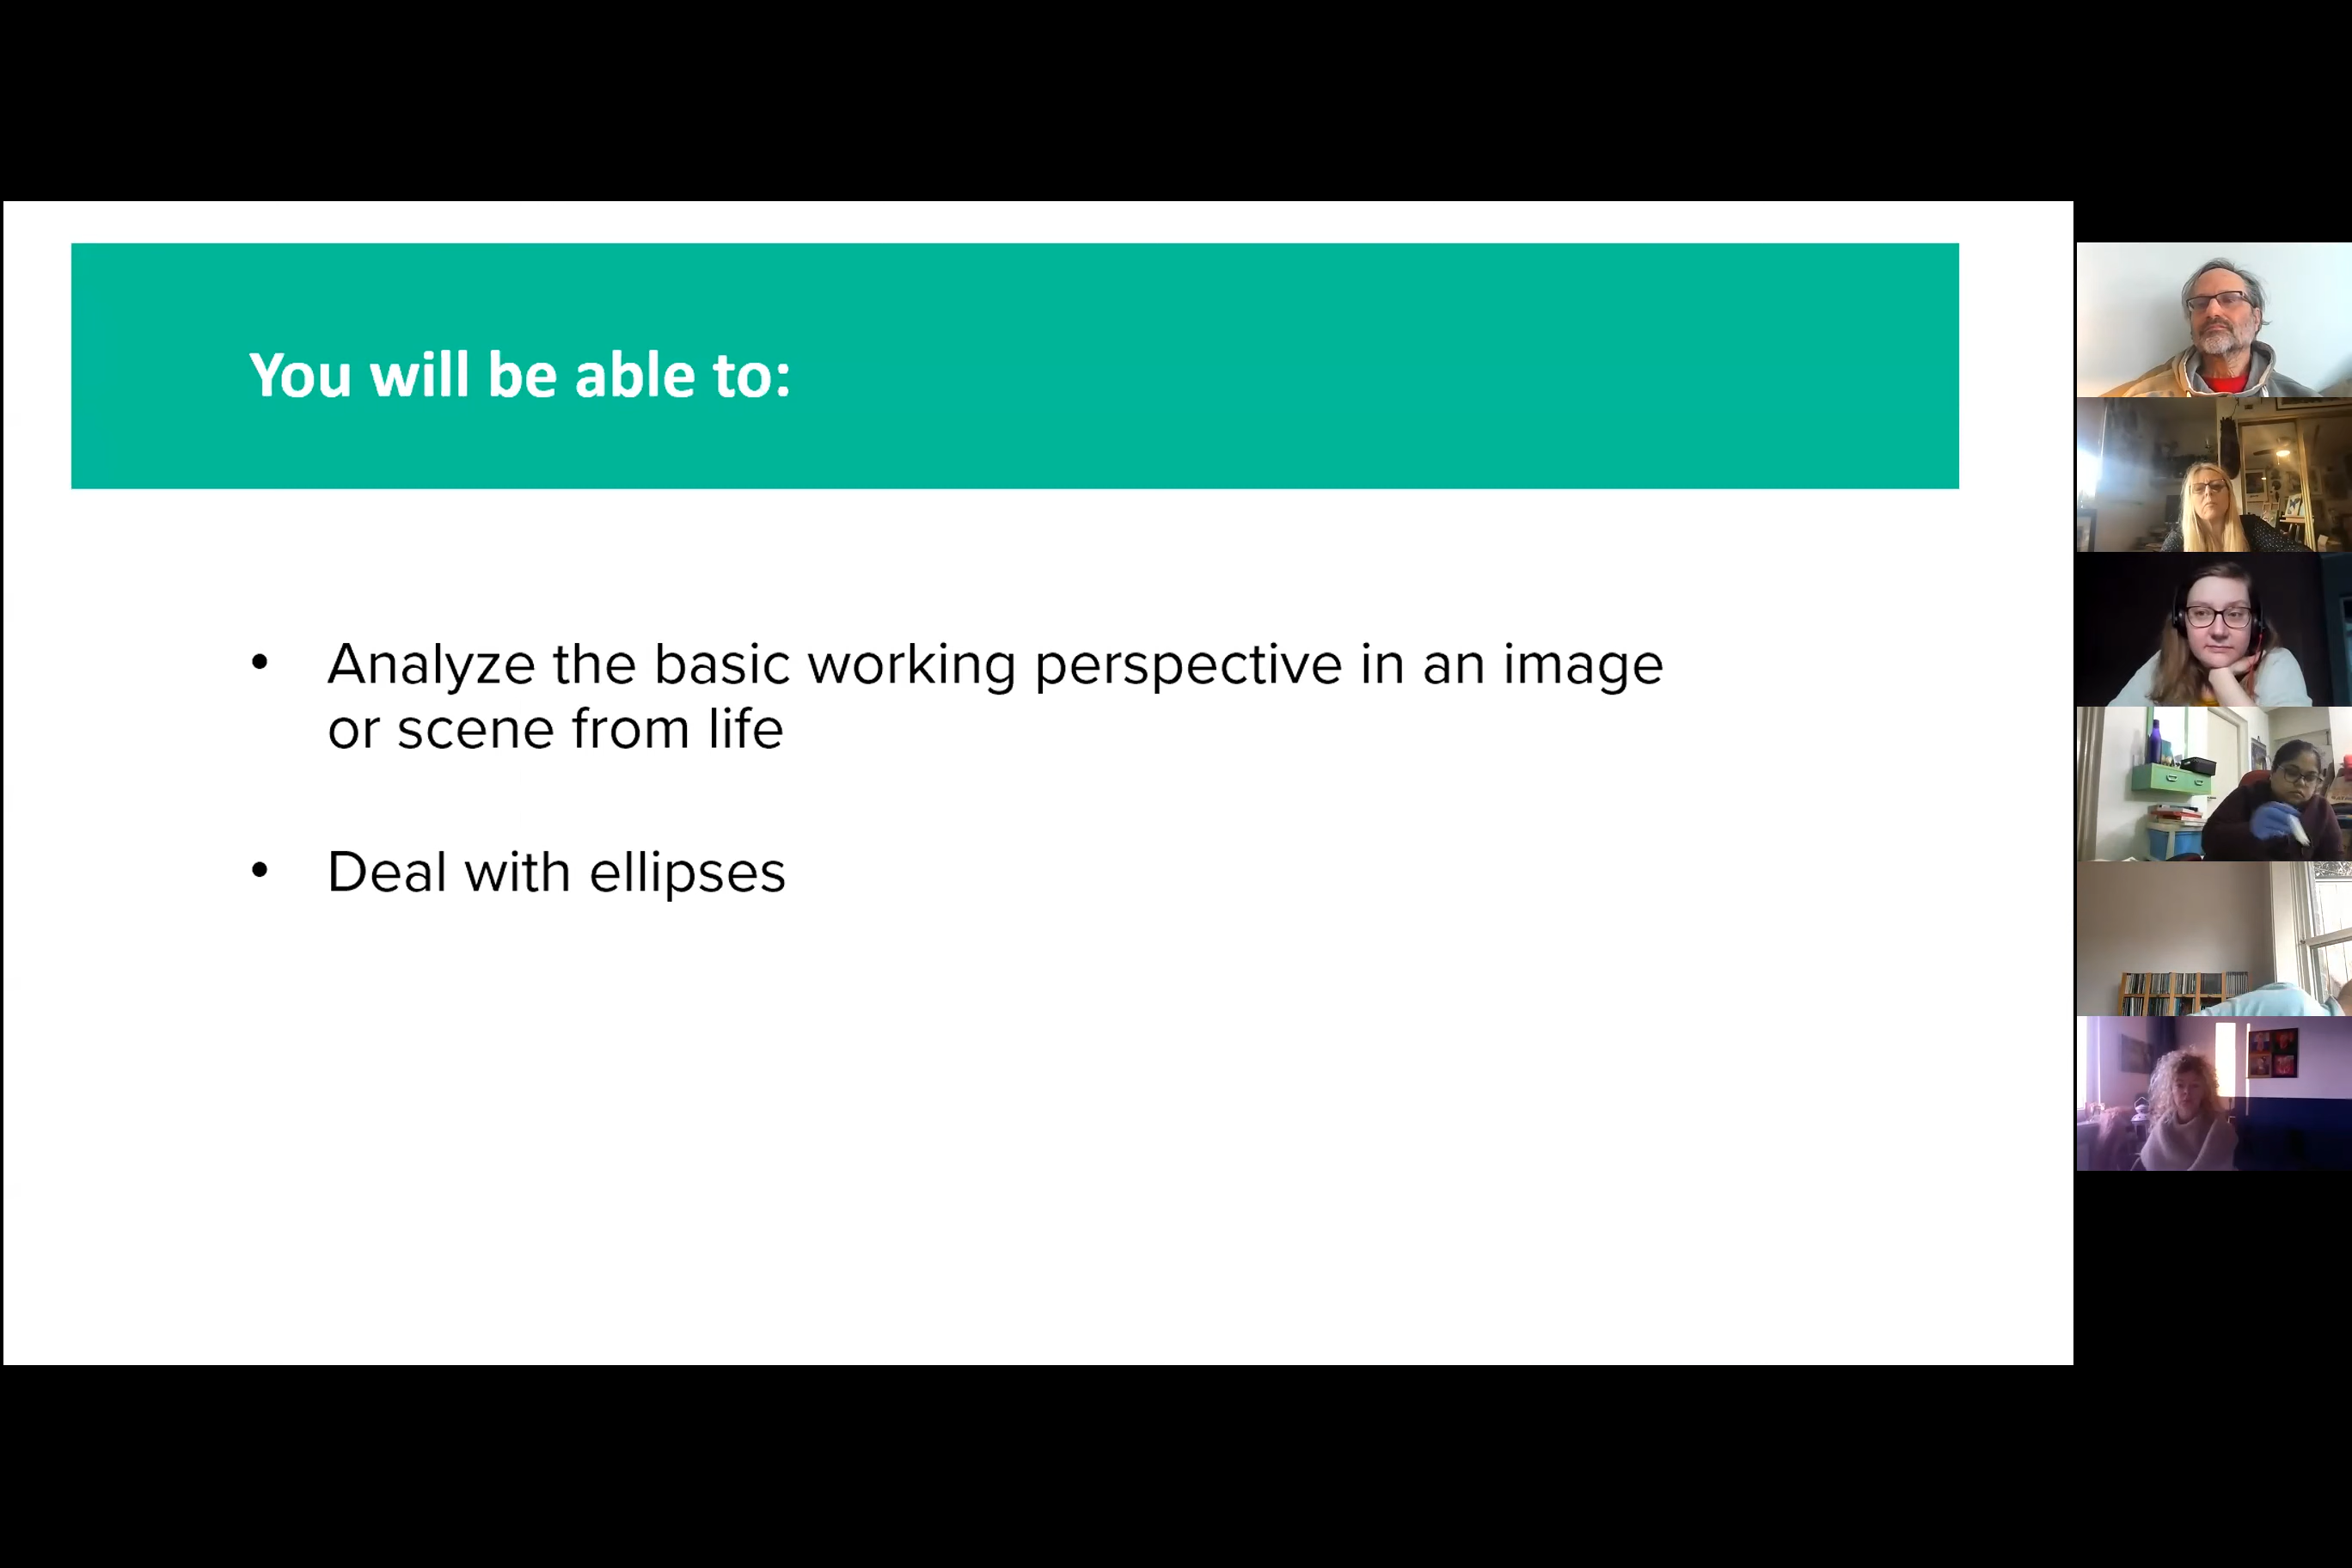 You will be able to:
• Analyze the basic working perspective in an image
or scene from life
• Deal with ellipses